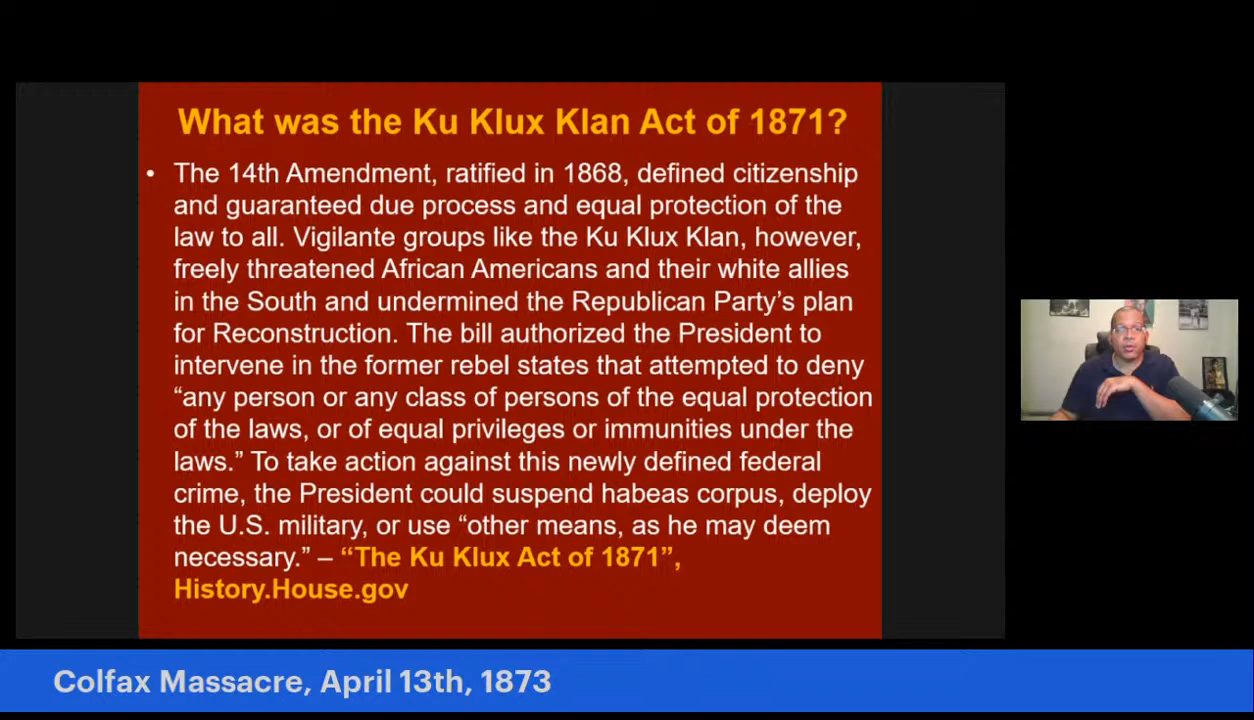 What was the Ku Klux Klan Act of 1871?
• The 14th Amendment, ratified in 1868, defined citizenship
and guaranteed due process and equal protection of the
law to all. Vigilante groups like the Ku Klux Klan, however,
freely threatened African Americans and their white allies
in the South and undermined the Republican Party's plan
for Reconstruction. The bill authorized the President to
intervene in the former rebel states that attempted to deny
“any person or any class of persons of the equal protection
of the laws, or of equal privileges or immunities under the
laws.” To take action against this newly defined federal
crime, the President could suspend habeas corpus, deploy
the U.S. military, or use “other means, as he may deem
necessary.” – “The Ku Klux Act of 1871”,
History.House.gov
Colfax Massacre, April 13th, 1873